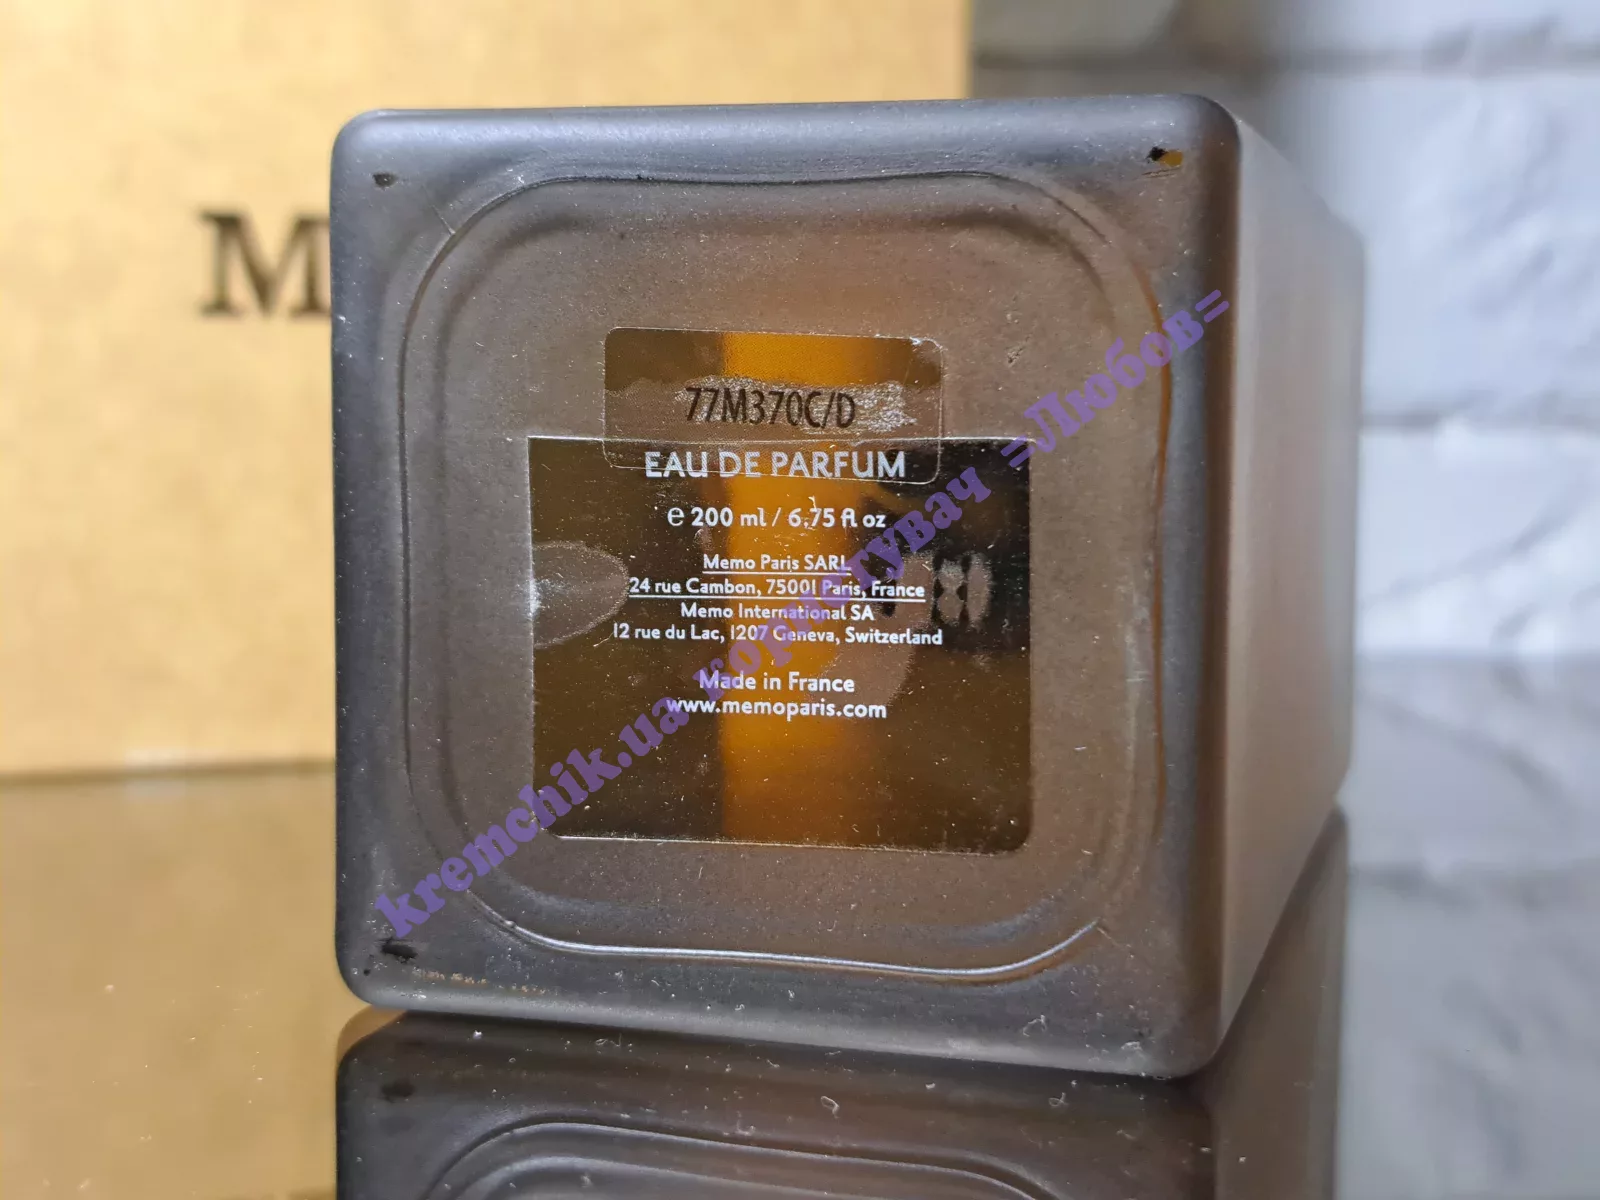 M
77M370C/D
EAU DE PARFUM
e 200 ml / 6,75 fl oz
Memo Paris SARL
24 rue Cambon, 75001 Paris, France
Memo International SA
12 rue du Lac, 1207 Geneva, Switzerland
Made in France
www.memoparis.com
kremchik.ua користувач =Любов=